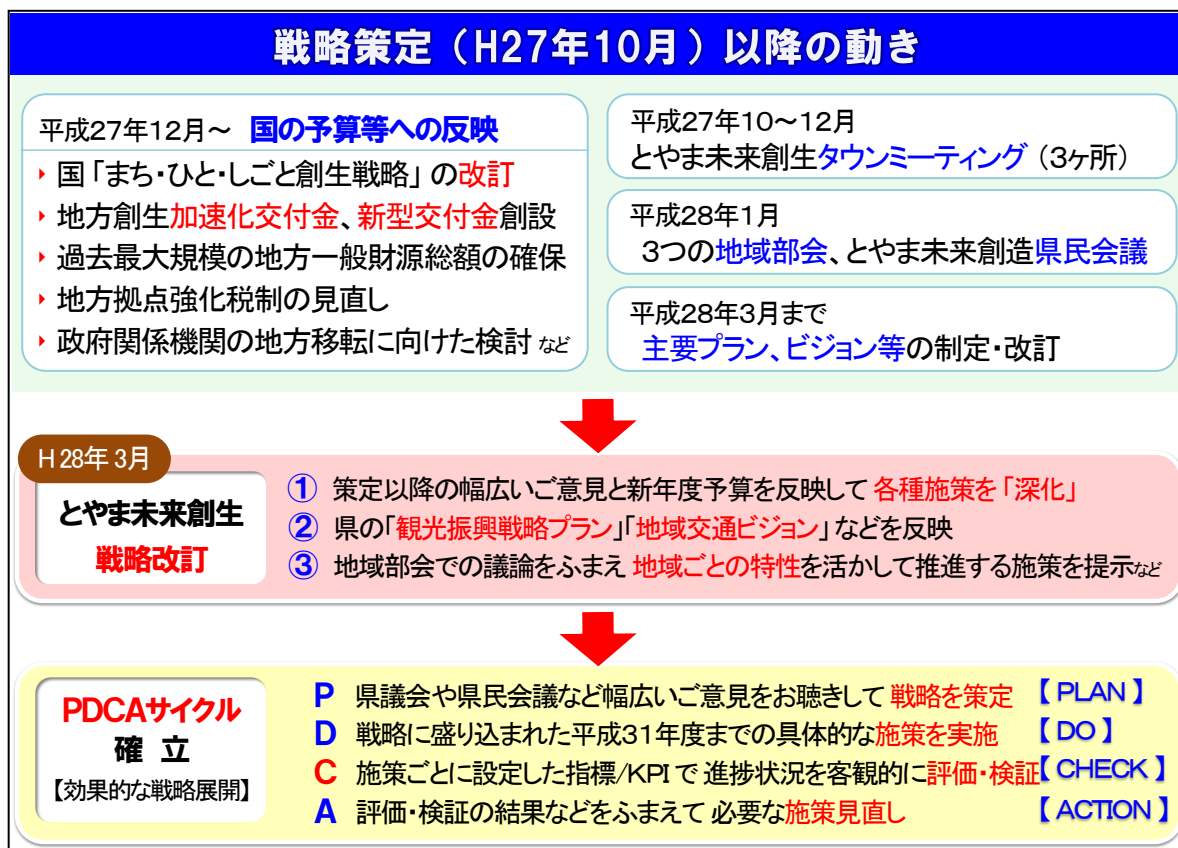 戦略策定（H27年10月）以降の動き
平成27年12月～ 国の予算等への反映
国「まち・ひと・しごと創生戦略」の改訂
地方創生加速化交付金、新型交付金創設
過去最大規模の地方一般財源総額の確保
地方拠点強化税制の見直し
政府関係機関の地方移転に向けた検討 など
平成27年10～12月
とやま未来創生タウンミーティング（3ヶ所）
平成28年1月
3つの地域部会、とやま未来創造県民会議
平成28年3月まで
主要プラン、ビジョン等の制定・改訂
H28年3月
とやま未来創生
戦略改訂
① 策定以降の幅広いご意見と新年度予算を反映して 各種施策を「深化」
② 県の「観光振興戦略プラン」「地域交通ビジョン」などを反映
③ 地域部会での議論をふまえ 地域ごとの特性を活かして推進する施策を提示など
PDCAサイクル
確 立
【効果的な戦略展開】
P 県議会や県民会議など幅広いご意見をお聴きして 戦略を策定 【PLAN】
D 戦略に盛り込まれた平成31年度までの具体的な施策を実施 【DO】
C 施策ごとに設定した指標/KPIで 進捗状況を客観的に評価・検証【CHECK】
A 評価・検証の結果などをふまえて 必要な施策見直し 【ACTION】